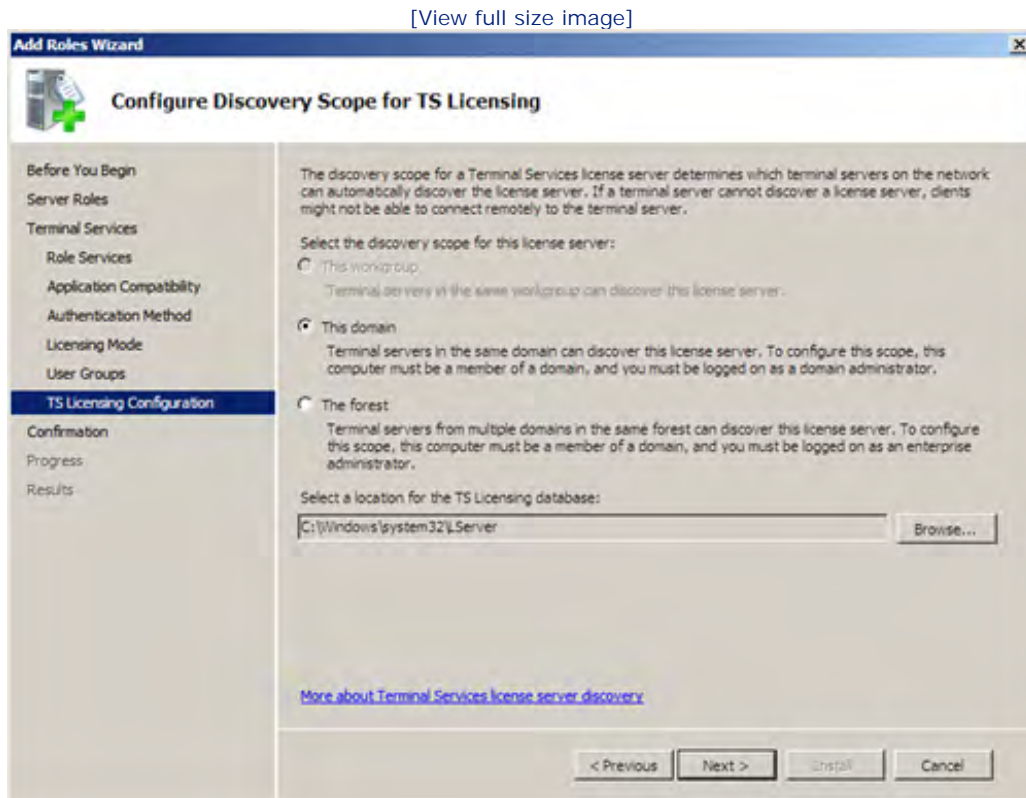 [View full size image]
Add Roles Wizard
Configure Discovery Scope for TS Licensing
Before You Begin
Server Roles
Terminal Services
Role Services
Application Compatibility
Authentication Method
Licensing Mode
User Groups
TS Licensing Configuration
Confirmation
Progress
Results
The discovery scope for a Terminal Services license server determines which terminal servers on the network
can automatically discover the license server. If a terminal server cannot discover a license server, clients
might not be able to connect remotely to the terminal server.
Select the discovery scope for this license server:
This workgroup
Terminal servers in the same workgroup can discover this license server.
This domain
Terminal servers in the same domain can discover this license server. To configure this scope, this
computer must be a member of a domain, and you must be logged on as a domain administrator.
The forest
Terminal servers from multiple domains in the same forest can discover this license server. To configure
this scope, this computer must be a member of a domain, and you must be logged on as an enterprise
administrator.
Select a location for the TS Licensing database:
C:\Windows\system32\LServer
Browse...
More about Terminal Services license server discovery
< Previous
Next >
Install
Cancel